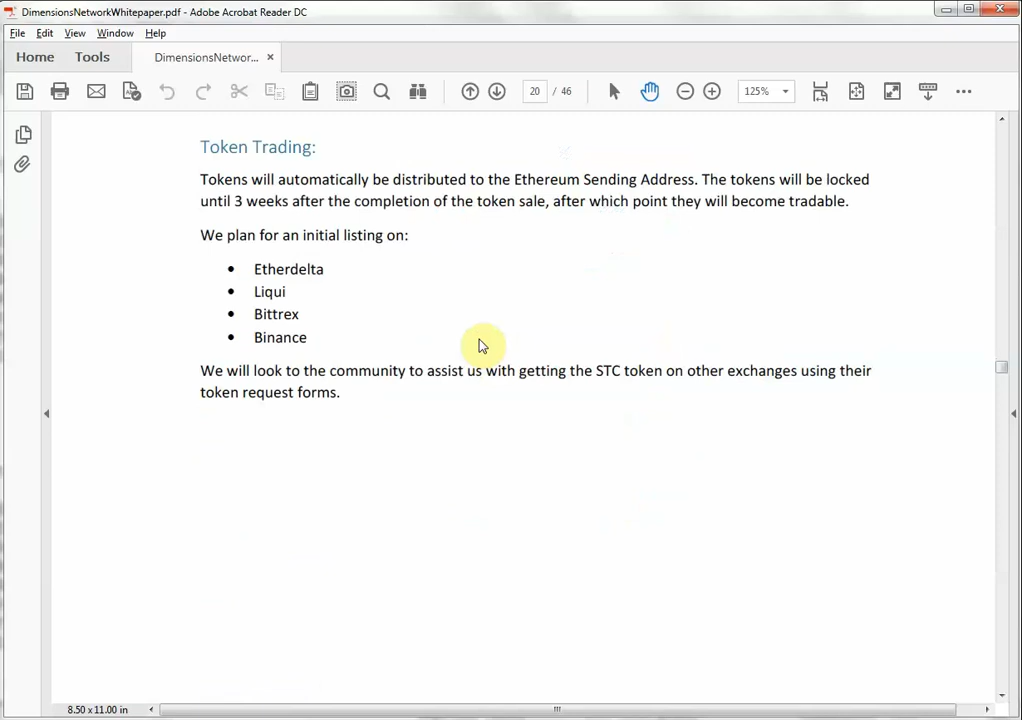 DimensionsNetworkWhitepaper.pdf - Adobe Acrobat Reader DC
File Edit View Window Help
Home Tools DimensionsNetwor... ×
20 / 46 125%
Token Trading:
Tokens will automatically be distributed to the Ethereum Sending Address. The tokens will be locked
until 3 weeks after the completion of the token sale, after which point they will become tradable.
We plan for an initial listing on:
• Etherdelta
• Liqui
• Bittrex
• Binance
We will look to the community to assist us with getting the STC token on other exchanges using their
token request forms.
8.50 x 11.00 in